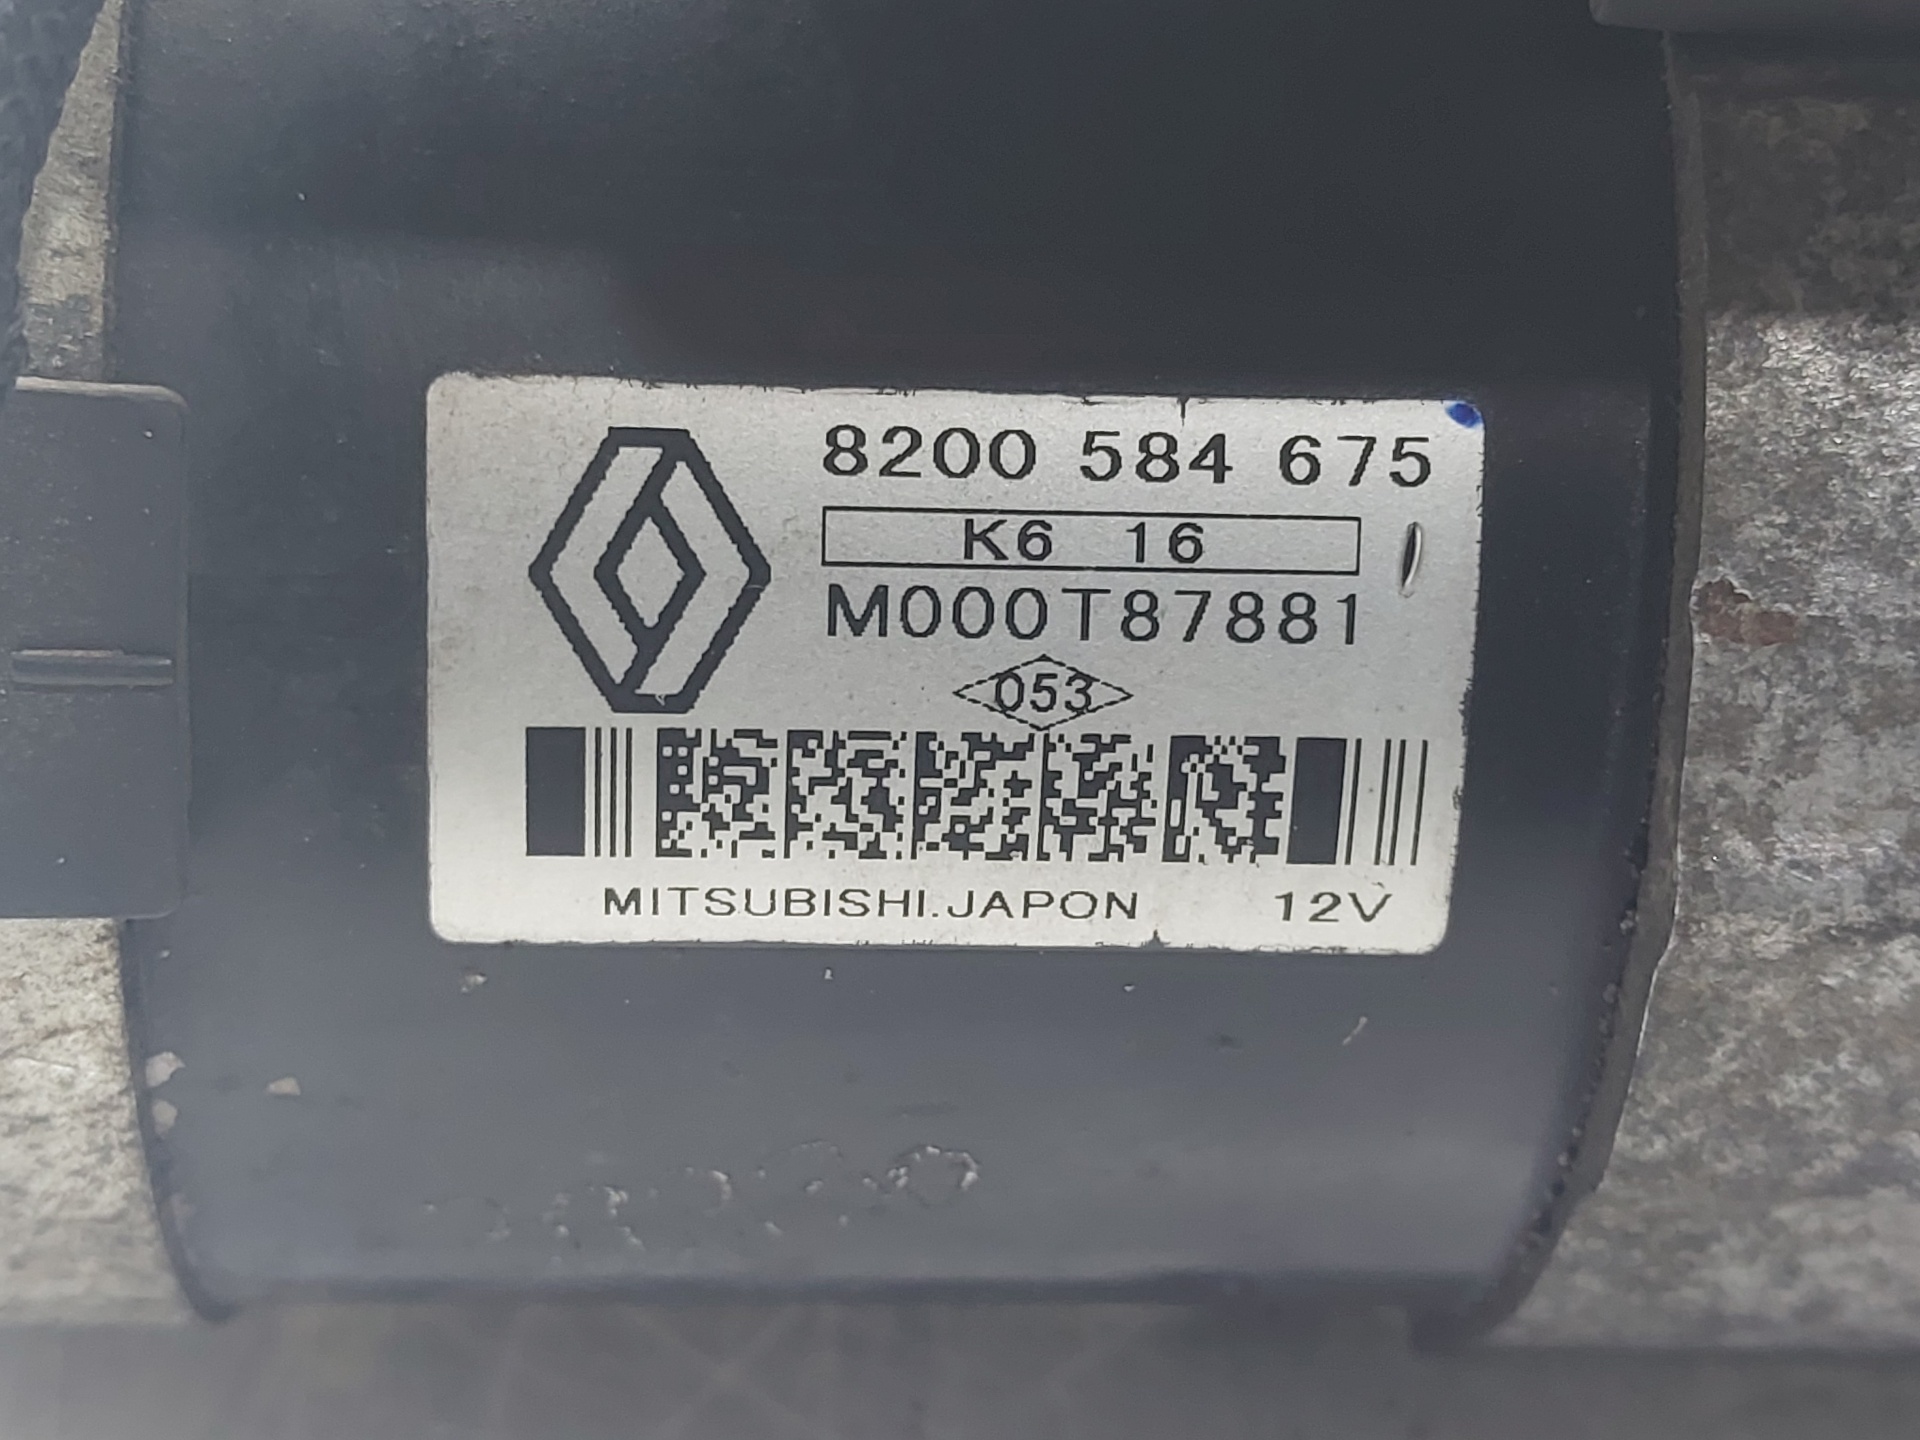 8200 584 675
K6 16
M000T87881
053
MITSUBISHI.JAPON 12V